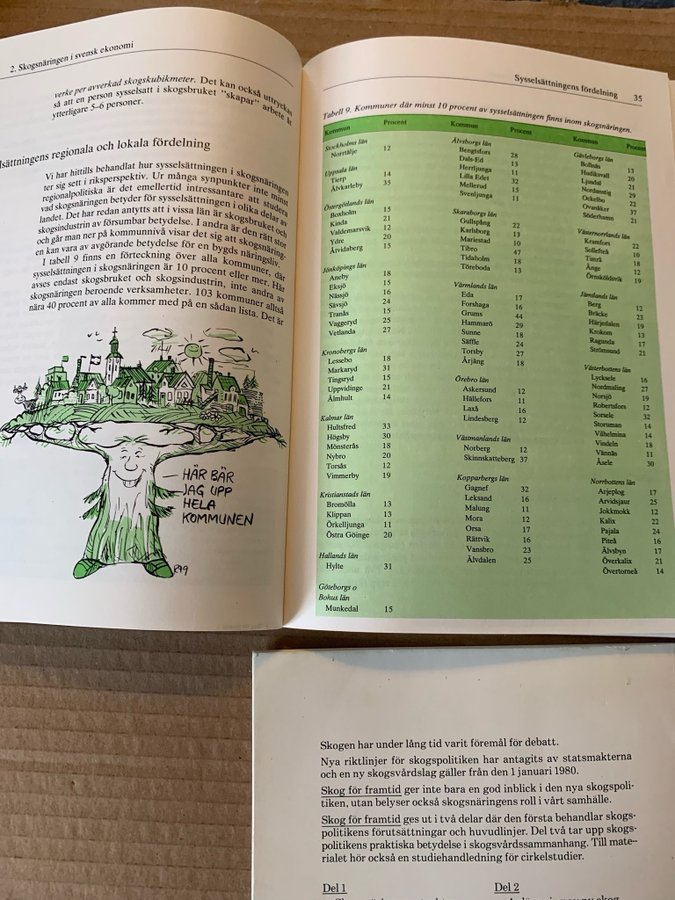 2. Skogsnäringen i svensk ekonomi
verke per avverkad skogskubikmeter. Det kan också uttryckas
så att en person sysselsatt i skogsbruket "skapar" arbete åt
ytterligare 5–6 personer.
lsättningens regionala och lokala fördelning
Vi har hittills behandlat hur sysselsättning i skogsnäringen
ter sig sett i riksperspektiv. Ur många synpunkter inte minst
regionalpolitiska är det emellertid intressantare att studera
vad skogsnäringen betyder för sysselsättningen i olika delar av
landet. Det har redan antytts att i vissa län är skogsbruket och
skogsindustrin av försumbar betydelse. I andra är den rätt stor
och går man ner på kommunnivå visar det sig att skogsnäring-
en kan vara av avgörande betydelse för en bygds näringsliv.
I tabell 9 finns en förteckning över alla kommuner, där
sysselsättningen i skogsnäringen är 10 procent eller mer. Här
avses endast skogsbruket och skogsindustrin, inte andra av
skogsnäringen beroende verksamheter. 103 kommuner alltså
nära 40 procent av alla kommer med på en sådan lista. Det är
HÄR BÄR
JAG UPP
HELA
KOMMUNEN
Sysselsättningens fördelning 35
Tabell 9. Kommuner där minst 10 procent av sysselsättningen finns inom skogsnäringen.
Kommun Procent
Stockholms län
Norrtälje 12
Uppsala län
Tierp 14
Älvkarleby 35
Östergötlands län
Boxholm 15
Kinda 21
Valdemarsvik 12
Ydre 20
Åtvidaberg 15
Jönköpings län
Aneby 18
Eksjö 15
Nässjö 16
Sävsjö 24
Tranås 15
Vaggeryd 25
Vetlanda 27
Kronobergs län
Lessebo 18
Markaryd 31
Tingsryd 15
Uppvidinge 21
Älmhult 14
Kalmar län
Hultsfred 33
Högsby 30
Mönsterås 18
Nybro 20
Torsås 12
Vimmerby 19
Kristianstads län
Bromölla 13
Klippan 13
Örkelljunga 11
Östra Göinge 20
Hallands län
Hylte 31
Göteborgs o
Bohus län
Munkedal 15
Kommun Procent
Älvsborgs län
Bengtsfors 28
Dals-Ed 13
Herrljunga 11
Lilla Edet 32
Mellerud 15
Svenljunga 11
Skaraborgs län
Gullspång 22
Karlsborg 13
Mariestad 10
Tibro 47
Tidaholm 18
Töreboda 13
Värmlands län
Eda 17
Forshaga 16
Grums 44
Hammarö 29
Sunne 18
Säffle 24
Torsby 27
Årjäng 18
Örebro län
Askersund 12
Hällefors 11
Laxå 16
Lindesberg 12
Västmanlands län
Norberg 12
Skinnskatteberg 37
Kopparbergs län
Gagnef 32
Leksand 16
Malung 11
Mora 12
Orsa 17
Rättvik 16
Vansbro 23
Älvdalen 25
Kommun Procent
Gävleborgs län
Bollnäs 13
Hudiksvall 20
Ljusdal 21
Nordanstig 29
Ockelbo 22
Ovanåker 37
Söderhamn 21
Västernorrlands län
Kramfors 22
Sollefteå 10
Timrå 18
Ånge 12
Örnsköldsvik 19
Jämtlands län
Berg 12
Bräcke 23
Härjedalen 19
Krokom 13
Ragunda 17
Strömsund 21
Västerbottens län
Lycksele 16
Nordmaling 27
Norsjö 19
Robertsfors 12
Sorsele 32
Storuman 14
Vilhelmina 14
Vindeln 18
Vännäs 11
Åsele 30
Norrbottens län
Arjeplog 17
Arvidsjaur 25
Jokkmokk 12
Kalix 22
Pajala 24
Piteå 16
Älvsbyn 17
Överkalix 21
Övertorneå 14
Skogen har under lång tid varit föremål för debatt.
Nya riktlinjer för skogspolitiken har antagits av statsmakterna
och en ny skogsvårdslag gäller från den 1 januari 1980.
Skog för framtid ger inte bara en god inblick i den nya skogspoli-
tiken, utan belyser också skogsnäringens roll i vårt samhälle.
Skog för framtid ges ut i två delar där den första behandlar skogs-
politikens förutsättningar och huvudlinjer. Del två tar upp skogs-
politikens praktiska betydelse i skogsvårdssammanhang. Till mate-
rialet hör också en studiehandledning för cirkelstudier.
Del 1 Del 2